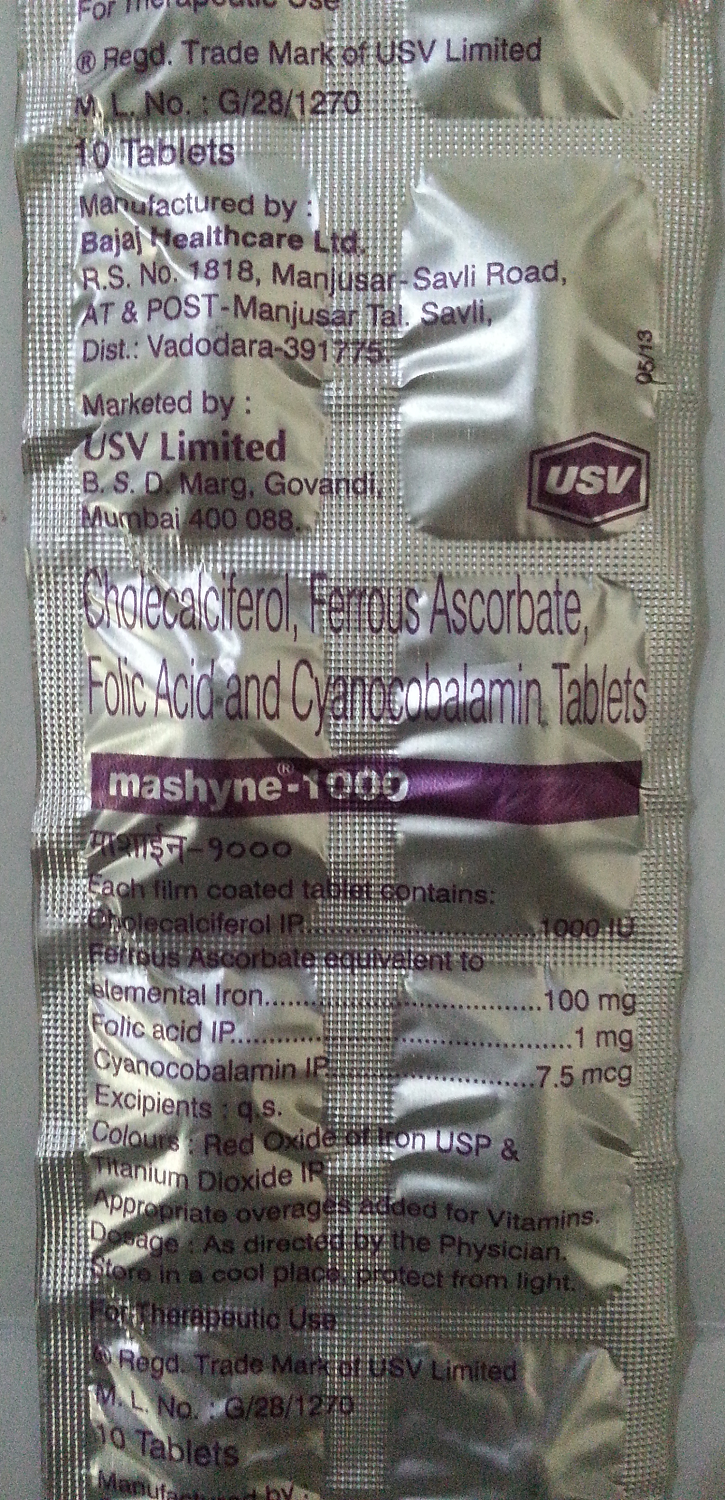 For Therapeutic Use
® Regd. Trade Mark of USV Limited
M. L. No. : G/28/1270
10 Tablets
Manufactured by :
Bajaj Healthcare Ltd.
R.S. No. 1818, Manjusar-Savli Road,
AT & POST-Manjusar Tal. Savli,
Dist.: Vadodara-391775.
05/13
Marketed by :
USV Limited
B. S. D. Marg, Govandi,
Mumbai 400 088.
USV
Cholecalciferol, Ferrous Ascorbate,
Folic Acid and Cyanocobalamin Tablets
mashyne®-1000
माशाईन-१०००
Each film coated tablet contains:
Cholecalciferol IP..................................1000 IU
Ferrous Ascorbate equivalent to
elemental Iron..........................................100 mg
Folic acid IP...................................................1 mg
Cyanocobalamin IP..................................7.5 mcg
Excipients : q.s.
Colours : Red Oxide of Iron USP &
Titanium Dioxide IP
Appropriate overages added for Vitamins.
Dosage : As directed by the Physician.
Store in a cool place, protect from light.
For Therapeutic Use
® Regd. Trade Mark of USV Limited
M. L. No. : G/28/1270
10 Tablets
Manufactured by :